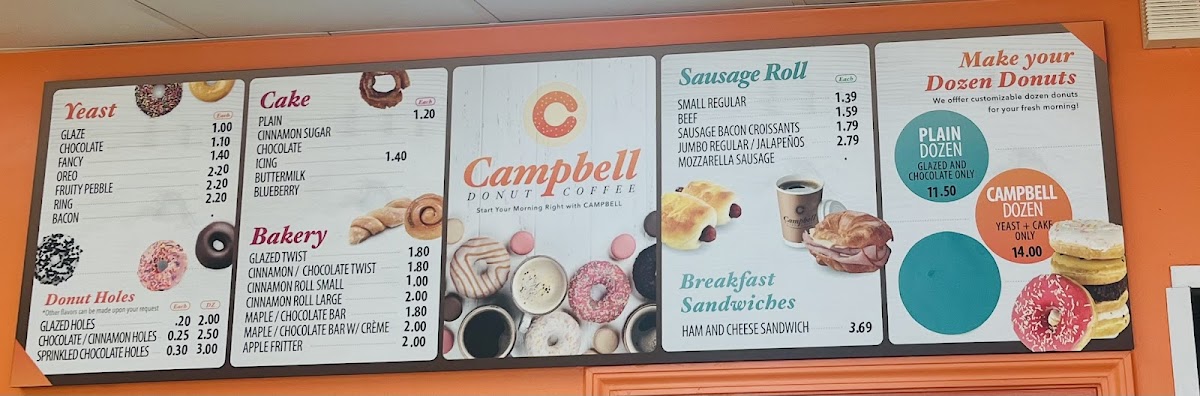 Yeast
Each
GLAZE 1.00
CHOCOLATE 1.10
FANCY 1.40
OREO 2.20
FRUITY PEBBLE 2.20
RING 2.20
BACON .
Donut Holes
*Other flavors can be made upon your request
Each DZ
GLAZED HOLES .20 2.00
CHOCOLATE / CINNAMON HOLES 0.25 2.50
SPRINKLED CHOCOLATE HOLES 0.30 3.00
Cake
Each
PLAIN 1.20
CINNAMON SUGAR
CHOCOLATE
ICING 1.40
BUTTERMILK
BLUEBERRY
Bakery
GLAZED TWIST 1.80
CINNAMON / CHOCOLATE TWIST 1.80
CINNAMON ROLL SMALL 1.00
CINNAMON ROLL LARGE 2.00
MAPLE / CHOCOLATE BAR 1.80
MAPLE / CHOCOLATE BAR W/ CRÈME 2.00
APPLE FRITTER 2.00
C
Campbell
DONUT COFFEE
Start Your Morning Right with CAMPBELL
Sausage Roll
Each
SMALL REGULAR 1.39
BEEF 1.59
SAUSAGE BACON CROISSANTS 1.79
JUMBO REGULAR / JALAPEÑOS 2.79
MOZZARELLA SAUSAGE .
C
Campbell
Breakfast
Sandwiches
HAM AND CHEESE SANDWICH 3.69
Make your
Dozen Donuts
We offfer customizable dozen donuts
for your fresh morning!
PLAIN
DOZEN
GLAZED AND
CHOCOLATE ONLY
11.50
CAMPBELL
DOZEN
YEAST + CAKE
ONLY
14.00